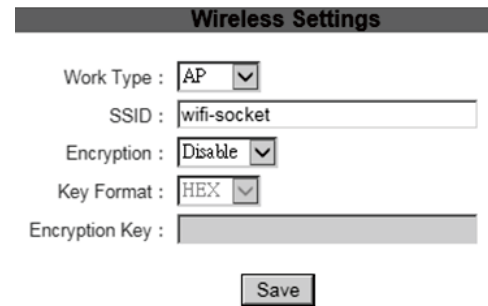 Wireless Settings
Work Type : AP
SSID : wifi-socket
Encryption : Disable
Key Format : HEX
Encryption Key :
Save